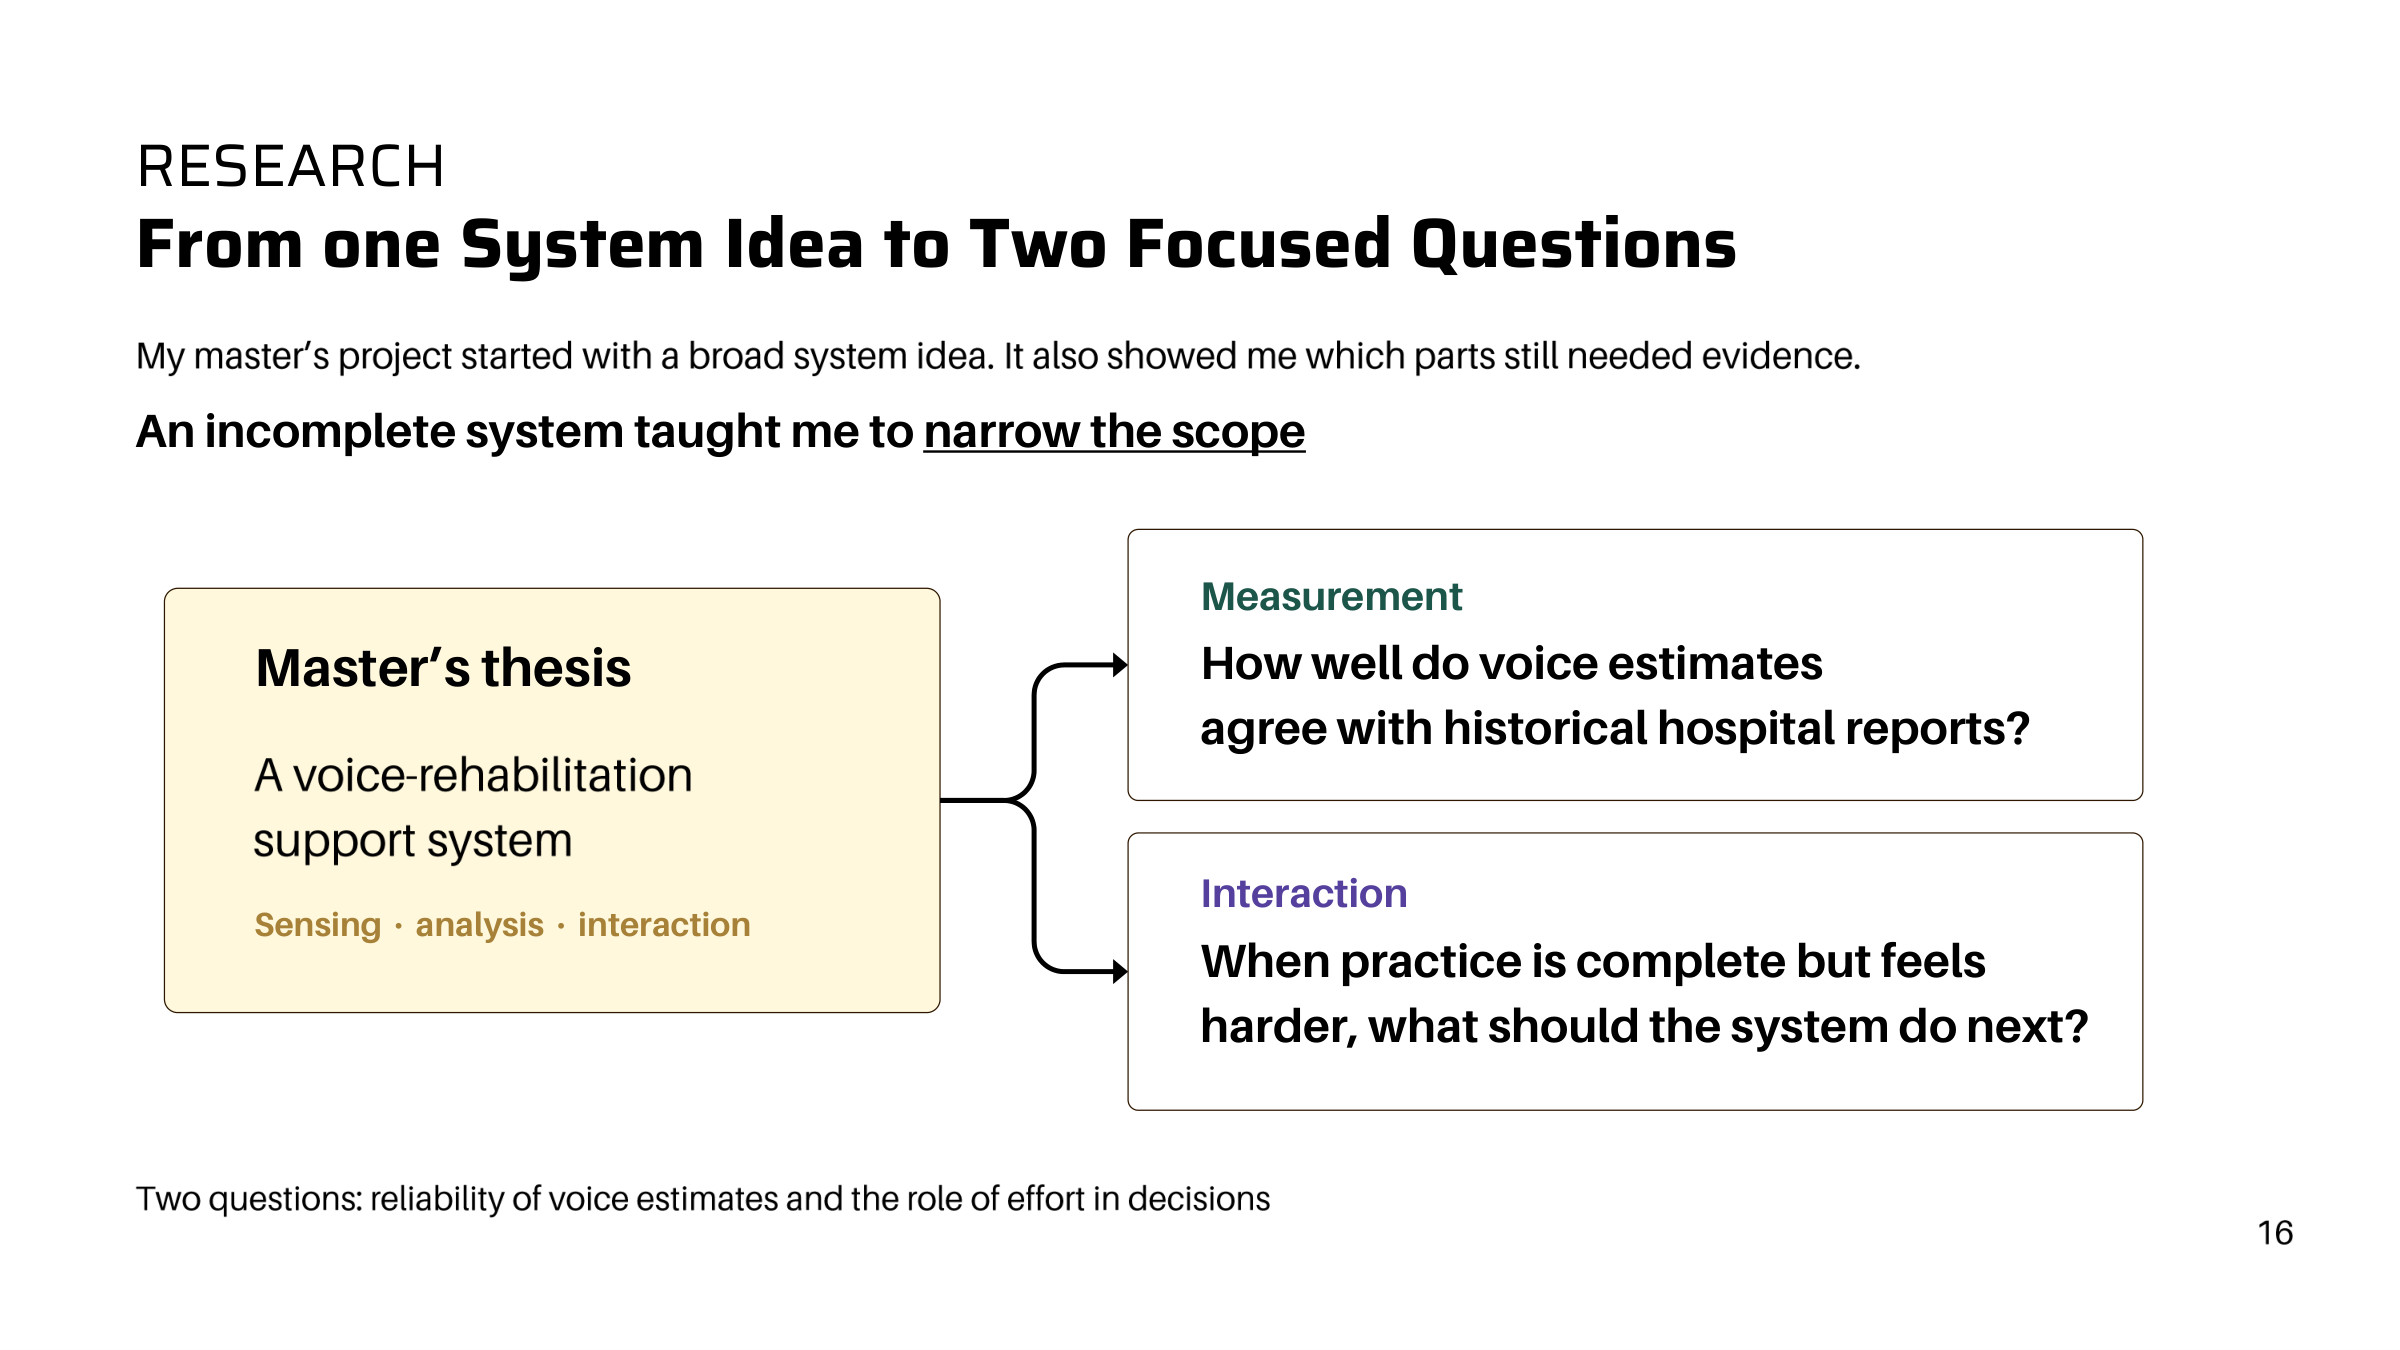 RESEARCH
From one System Idea to Two Focused Questions
My master’s project started with a broad system idea. It also showed me which parts still needed evidence.
An incomplete system taught me to narrow the scope
Master’s thesis
A voice-rehabilitation
support system
Sensing · analysis · interaction
Measurement
How well do voice estimates
agree with historical hospital reports?
Interaction
When practice is complete but feels
harder, what should the system do next?
Two questions: reliability of voice estimates and the role of effort in decisions
16